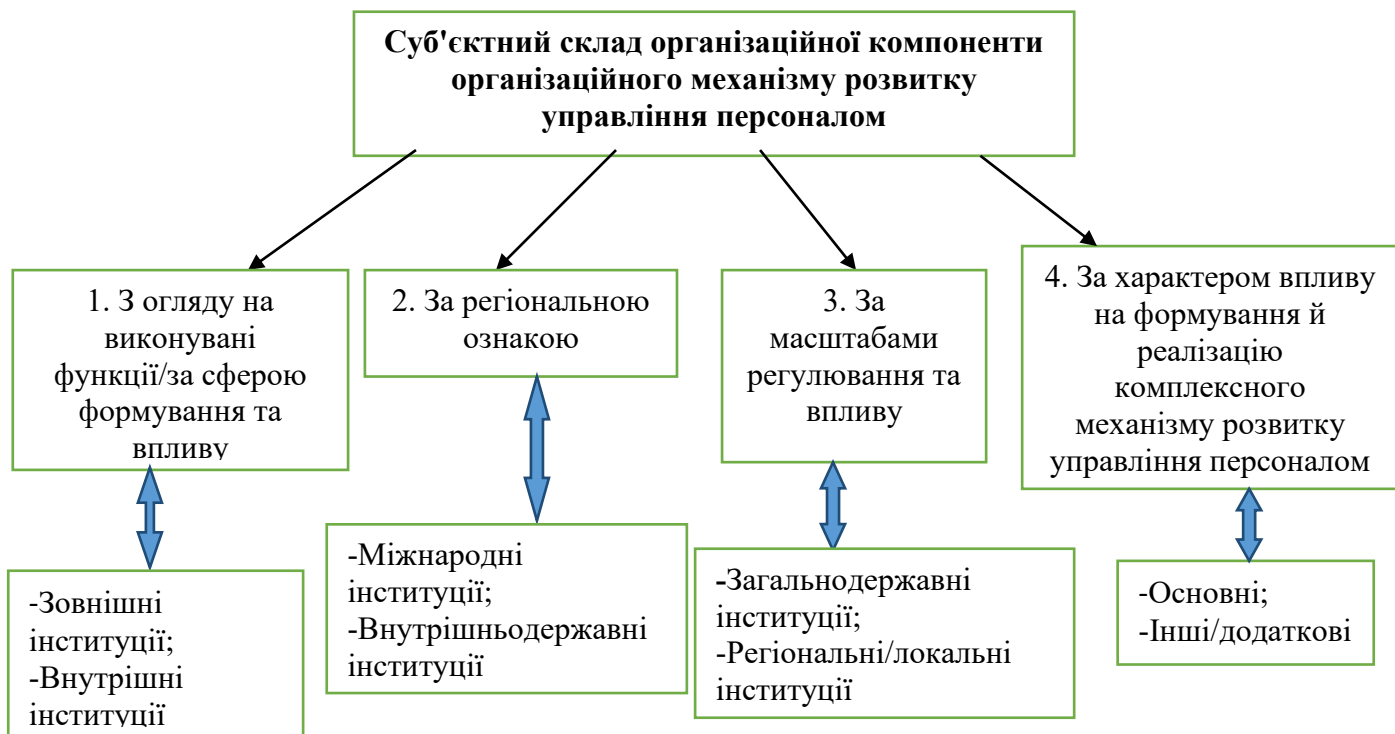 Суб'єктний склад організаційної компоненти
організаційного механізму розвитку
управління персоналом
1. З огляду на
виконувані
функції/за сферою
формування та
впливу
2. За регіональною
ознакою
3. За
масштабами
регулювання та
впливу
4. За характером впливу
на формування й
реалізацію
комплексного
механізму розвитку
управління персоналом
-Зовнішні
інституції;
-Внутрішні
інституції
-Міжнародні
інституції;
-Внутрішньодержавні
інституції
-Загальнодержавні
інституції;
-Регіональні/локальні
інституції
-Основні;
-Інші/додаткові